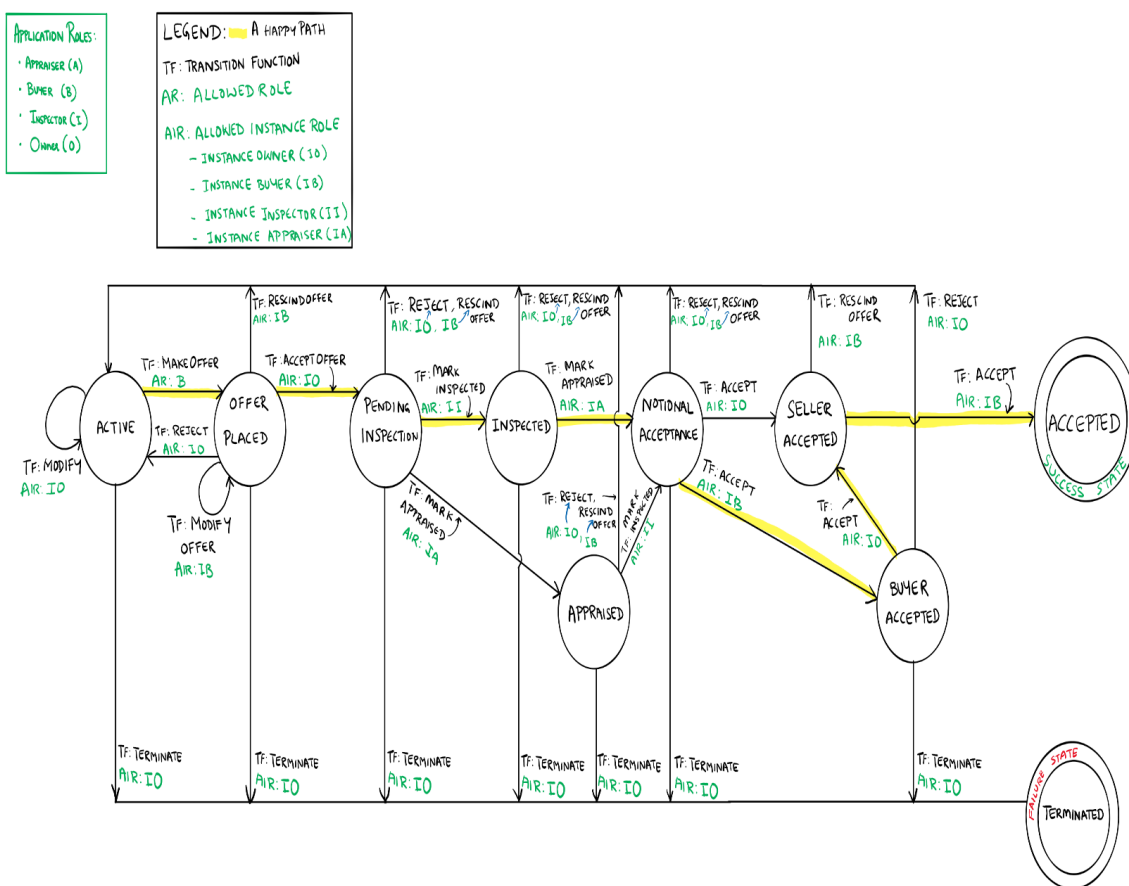 APPLICATION ROLES:
· APPRAISER (A)
· BUYER (B)
· INSPECTOR (I)
· OWNER (O)
LEGEND: A HAPPY PATH
TF: TRANSITION FUNCTION
AR: ALLOWED ROLE
AIR: ALLOWED INSTANCE ROLE
- INSTANCE OWNER (IO)
- INSTANCE BUYER (IB)
- INSTANCE INSPECTOR (II)
- INSTANCE APPRAISER (IA)
TF: RESCIND OFFER
AIR: IB
TF: REJECT, RESCIND
OFFER
AIR: IO, IB
TF: REJECT, RESCIND
OFFER
AIR: IO, IB
TF: REJECT, RESCIND
OFFER
AIR: IO, IB
TF: RESCIND
OFFER
AIR: IB
TF: REJECT
AIR: IO
TF: MAKE OFFER
AR: B
TF: ACCEPT OFFER
AIR: IO
TF: MARK
INSPECTED
AIR: II
TF: MARK
APPRAISED
AIR: IA
TF: ACCEPT
AIR: IO
TF: ACCEPT
AIR: IB
ACTIVE
OFFER
PLACED
PENDING
INSPECTION
INSPECTED
NOTIONAL
ACCEPTANCE
SELLER
ACCEPTED
ACCEPTED
SUCCESS STATE
TF: REJECT
AIR: IO
TF: MODIFY
AIR: IO
TF: MODIFY
OFFER
AIR: IB
TF: MARK
APPRAISED
AIR: IA
TF: REJECT,
RESCIND
OFFER
AIR: IO, IB
TF: MARK
INSPECTED
AIR: II
TF: ACCEPT
AIR: IB
TF:
ACCEPT
AIR: IO
APPRAISED
BUYER
ACCEPTED
TF: TERMINATE
AIR: IO
TF: TERMINATE
AIR: IO
TF: TERMINATE
AIR: IO
TF: TERMINATE
AIR: IO
TF: TERMINATE
AIR: IO
TF: TERMINATE
AIR: IO
TF: TERMINATE
AIR: IO
FAILURE STATE
TERMINATED